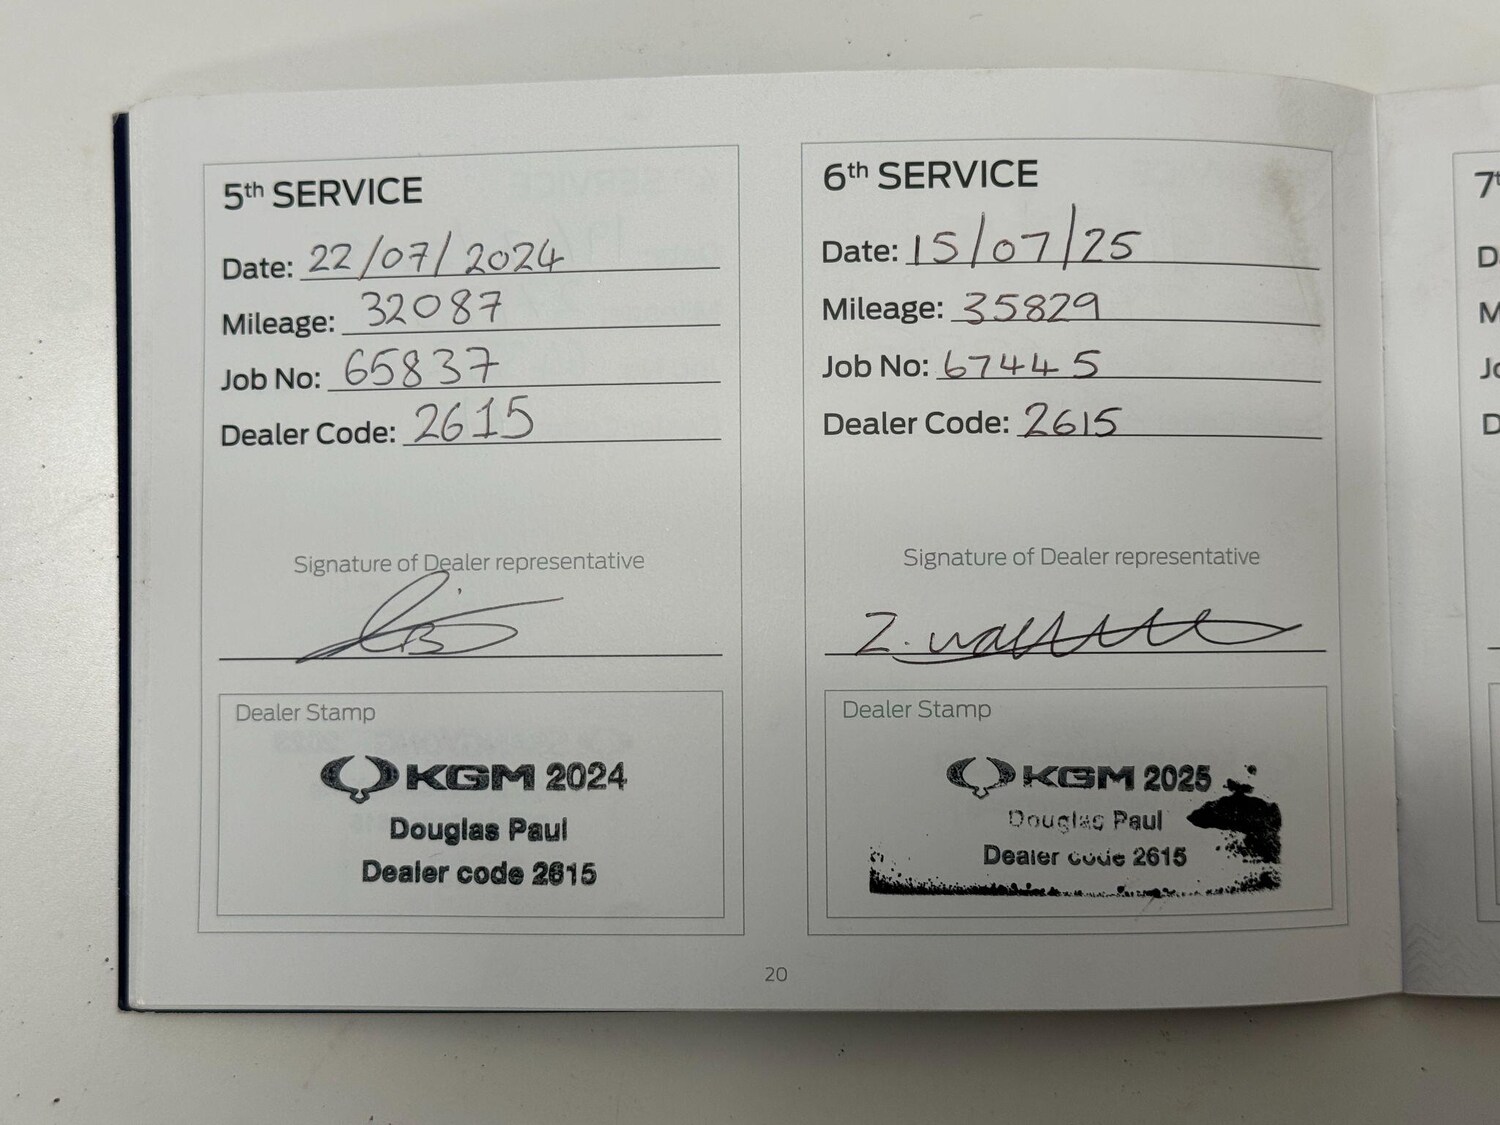 5th SERVICE
Date: 22/07/2024
Mileage: 32087
Job No: 65837
Dealer Code: 2615
Signature of Dealer representative
Dealer Stamp
KGM 2024
Douglas Paul
Dealer code 2615
6th SERVICE
Date: 15/07/25
Mileage: 35829
Job No: 67445
Dealer Code: 2615
Signature of Dealer representative
Dealer Stamp
KGM 2025
Douglas Paul
Dealer code 2615
20